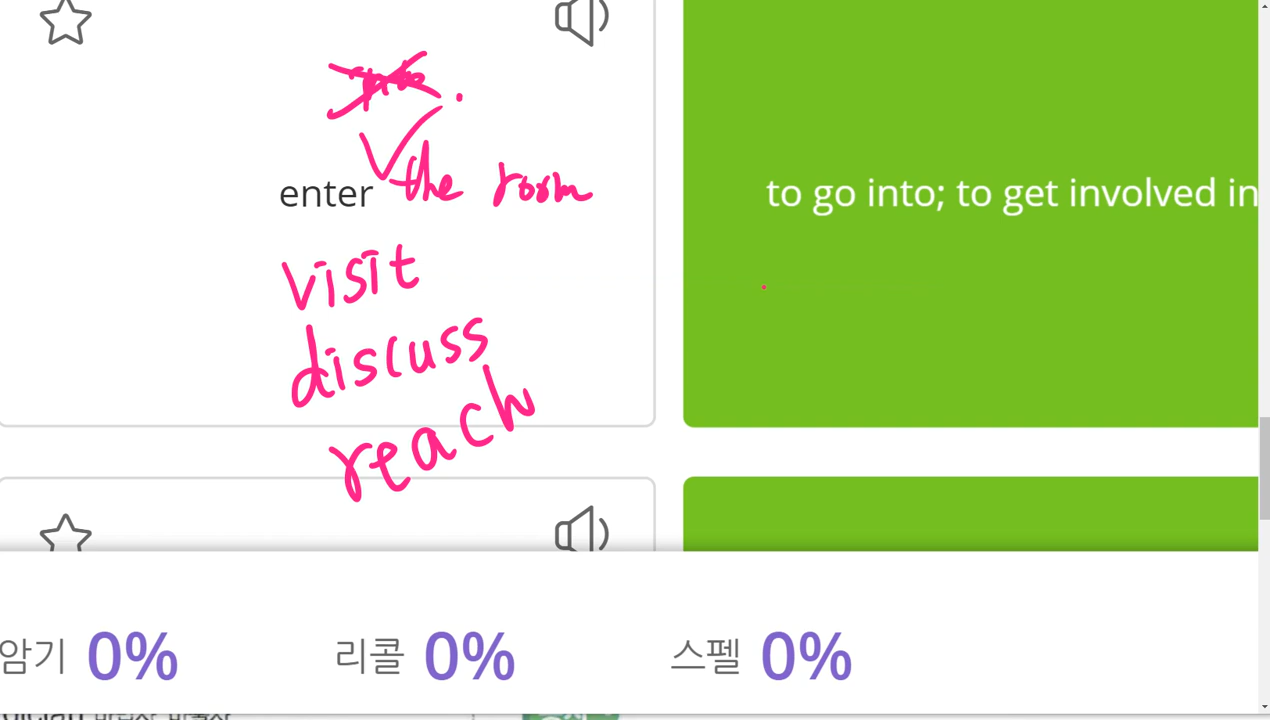 into .
enter the room
to go into; to get involved in
visit
discuss
reach
암기 0% 리콜 0% 스펠 0%